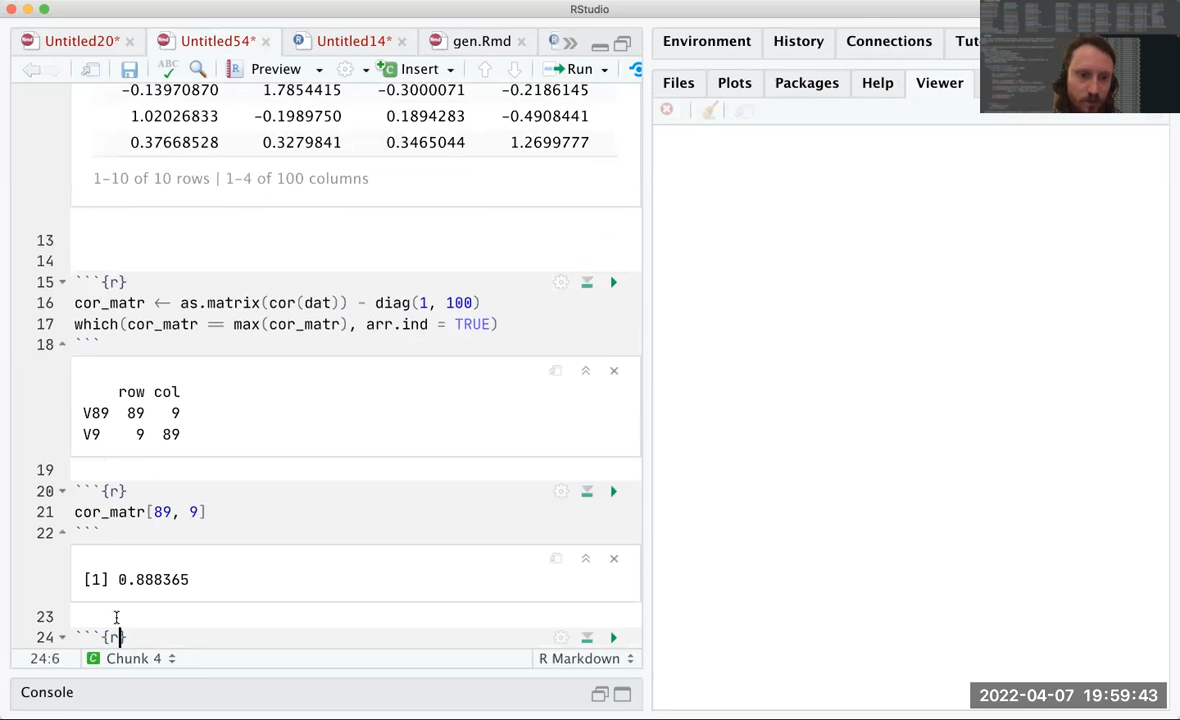 RStudio
Untitled20* × Untitled54* × Untitled14* × gen.Rmd ×
ABC Preview Insert Run
−0.13970870 1.7854415 −0.3000071 −0.2186145
1.02026833 −0.1989750 0.1894283 −0.4908441
0.37668528 0.3279841 0.3465044 1.2699777
1–10 of 10 rows | 1–4 of 100 columns
13
14
15 ```{r}
16 cor_matr <- as.matrix(cor(dat)) - diag(1, 100)
17 which(cor_matr == max(cor_matr), arr.ind = TRUE)
18 ```
row col
V89 89 9
V9 9 89
19
20 ```{r}
21 cor_matr[89, 9]
22 ```
[1] 0.888365
23
24 ```{r}
24:6 C Chunk 4 R Markdown
Console
Environment History Connections Tut
Files Plots Packages Help Viewer
2022-04-07 19:59:43